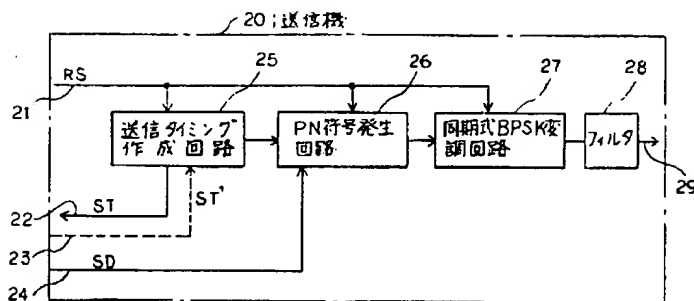 20;送信機
RS
25
26
27
28
21
送信タイミング
作成回路
PN符号発生
回路
同期式BPSK変
調回路
フィルタ
29
22
ST
ST'
23
24
SD